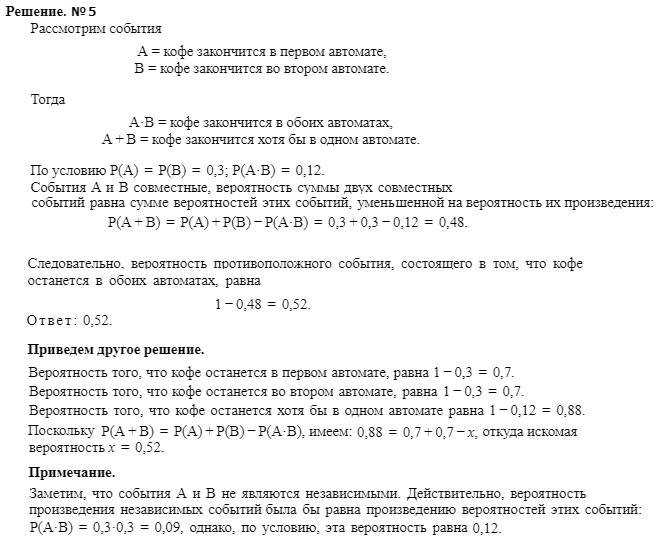 Решение. № 5
Рассмотрим события
A = кофе закончится в первом автомате,
B = кофе закончится во втором автомате.
Тогда
A·B = кофе закончится в обоих автоматах,
A + B = кофе закончится хотя бы в одном автомате.
По условию P(A) = P(B) = 0,3; P(A·B) = 0,12.
События A и B совместные, вероятность суммы двух совместных
событий равна сумме вероятностей этих событий, уменьшенной на вероятность их произведения:
P(A + B) = P(A) + P(B) − P(A·B) = 0,3 + 0,3 − 0,12 = 0,48.
Следовательно, вероятность противоположного события, состоящего в том, что кофе
останется в обоих автоматах, равна
1 − 0,48 = 0,52.
Ответ: 0,52.
Приведем другое решение.
Вероятность того, что кофе останется в первом автомате, равна 1 − 0,3 = 0,7.
Вероятность того, что кофе останется во втором автомате, равна 1 − 0,3 = 0,7.
Вероятность того, что кофе останется хотя бы в одном автомате равна 1 − 0,12 = 0,88.
Поскольку P(A + B) = P(A) + P(B) − P(A·B), имеем: 0,88 = 0,7 + 0,7 − x, откуда искомая
вероятность x = 0,52.
Примечание.
Заметим, что события A и B не являются независимыми. Действительно, вероятность
произведения независимых событий была бы равна произведению вероятностей этих событий:
P(A·B) = 0,3·0,3 = 0,09, однако, по условию, эта вероятность равна 0,12.